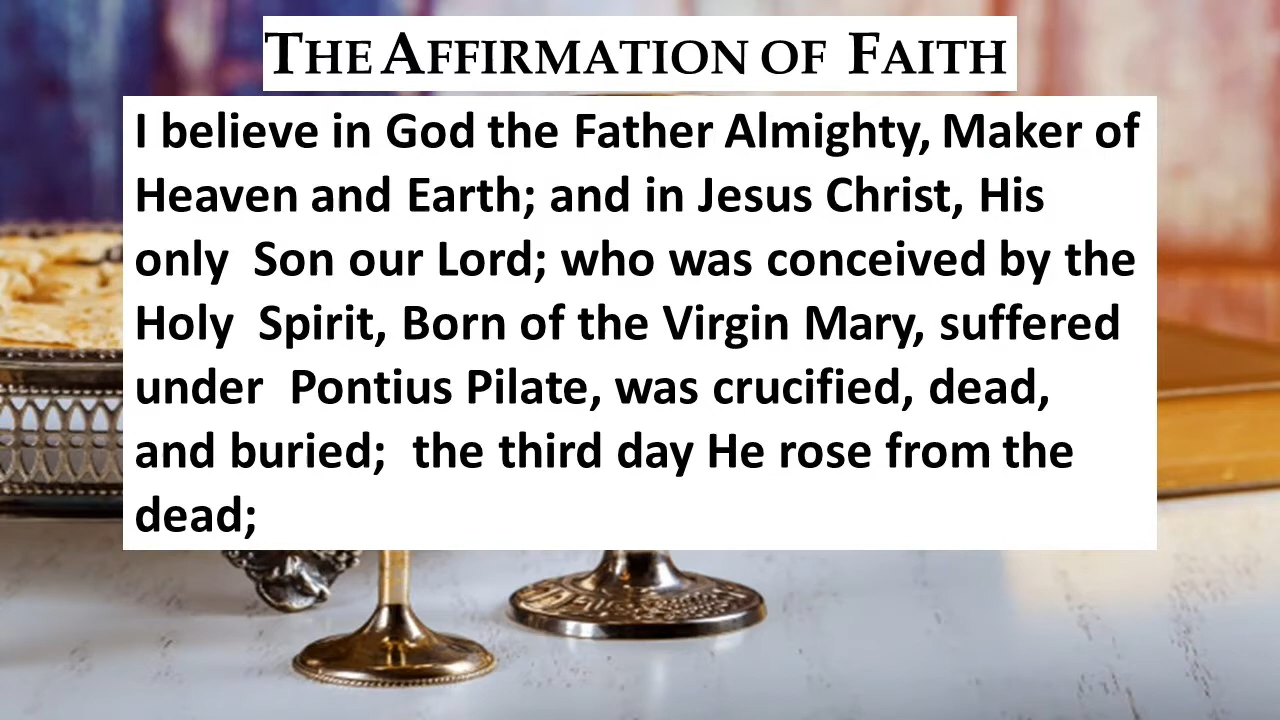 THE AFFIRMATION OF FAITH
I believe in God the Father Almighty, Maker of
Heaven and Earth; and in Jesus Christ, His
only  Son our Lord; who was conceived by the
Holy  Spirit, Born of the Virgin Mary, suffered
under  Pontius Pilate, was crucified, dead,
and buried;  the third day He rose from the
dead;